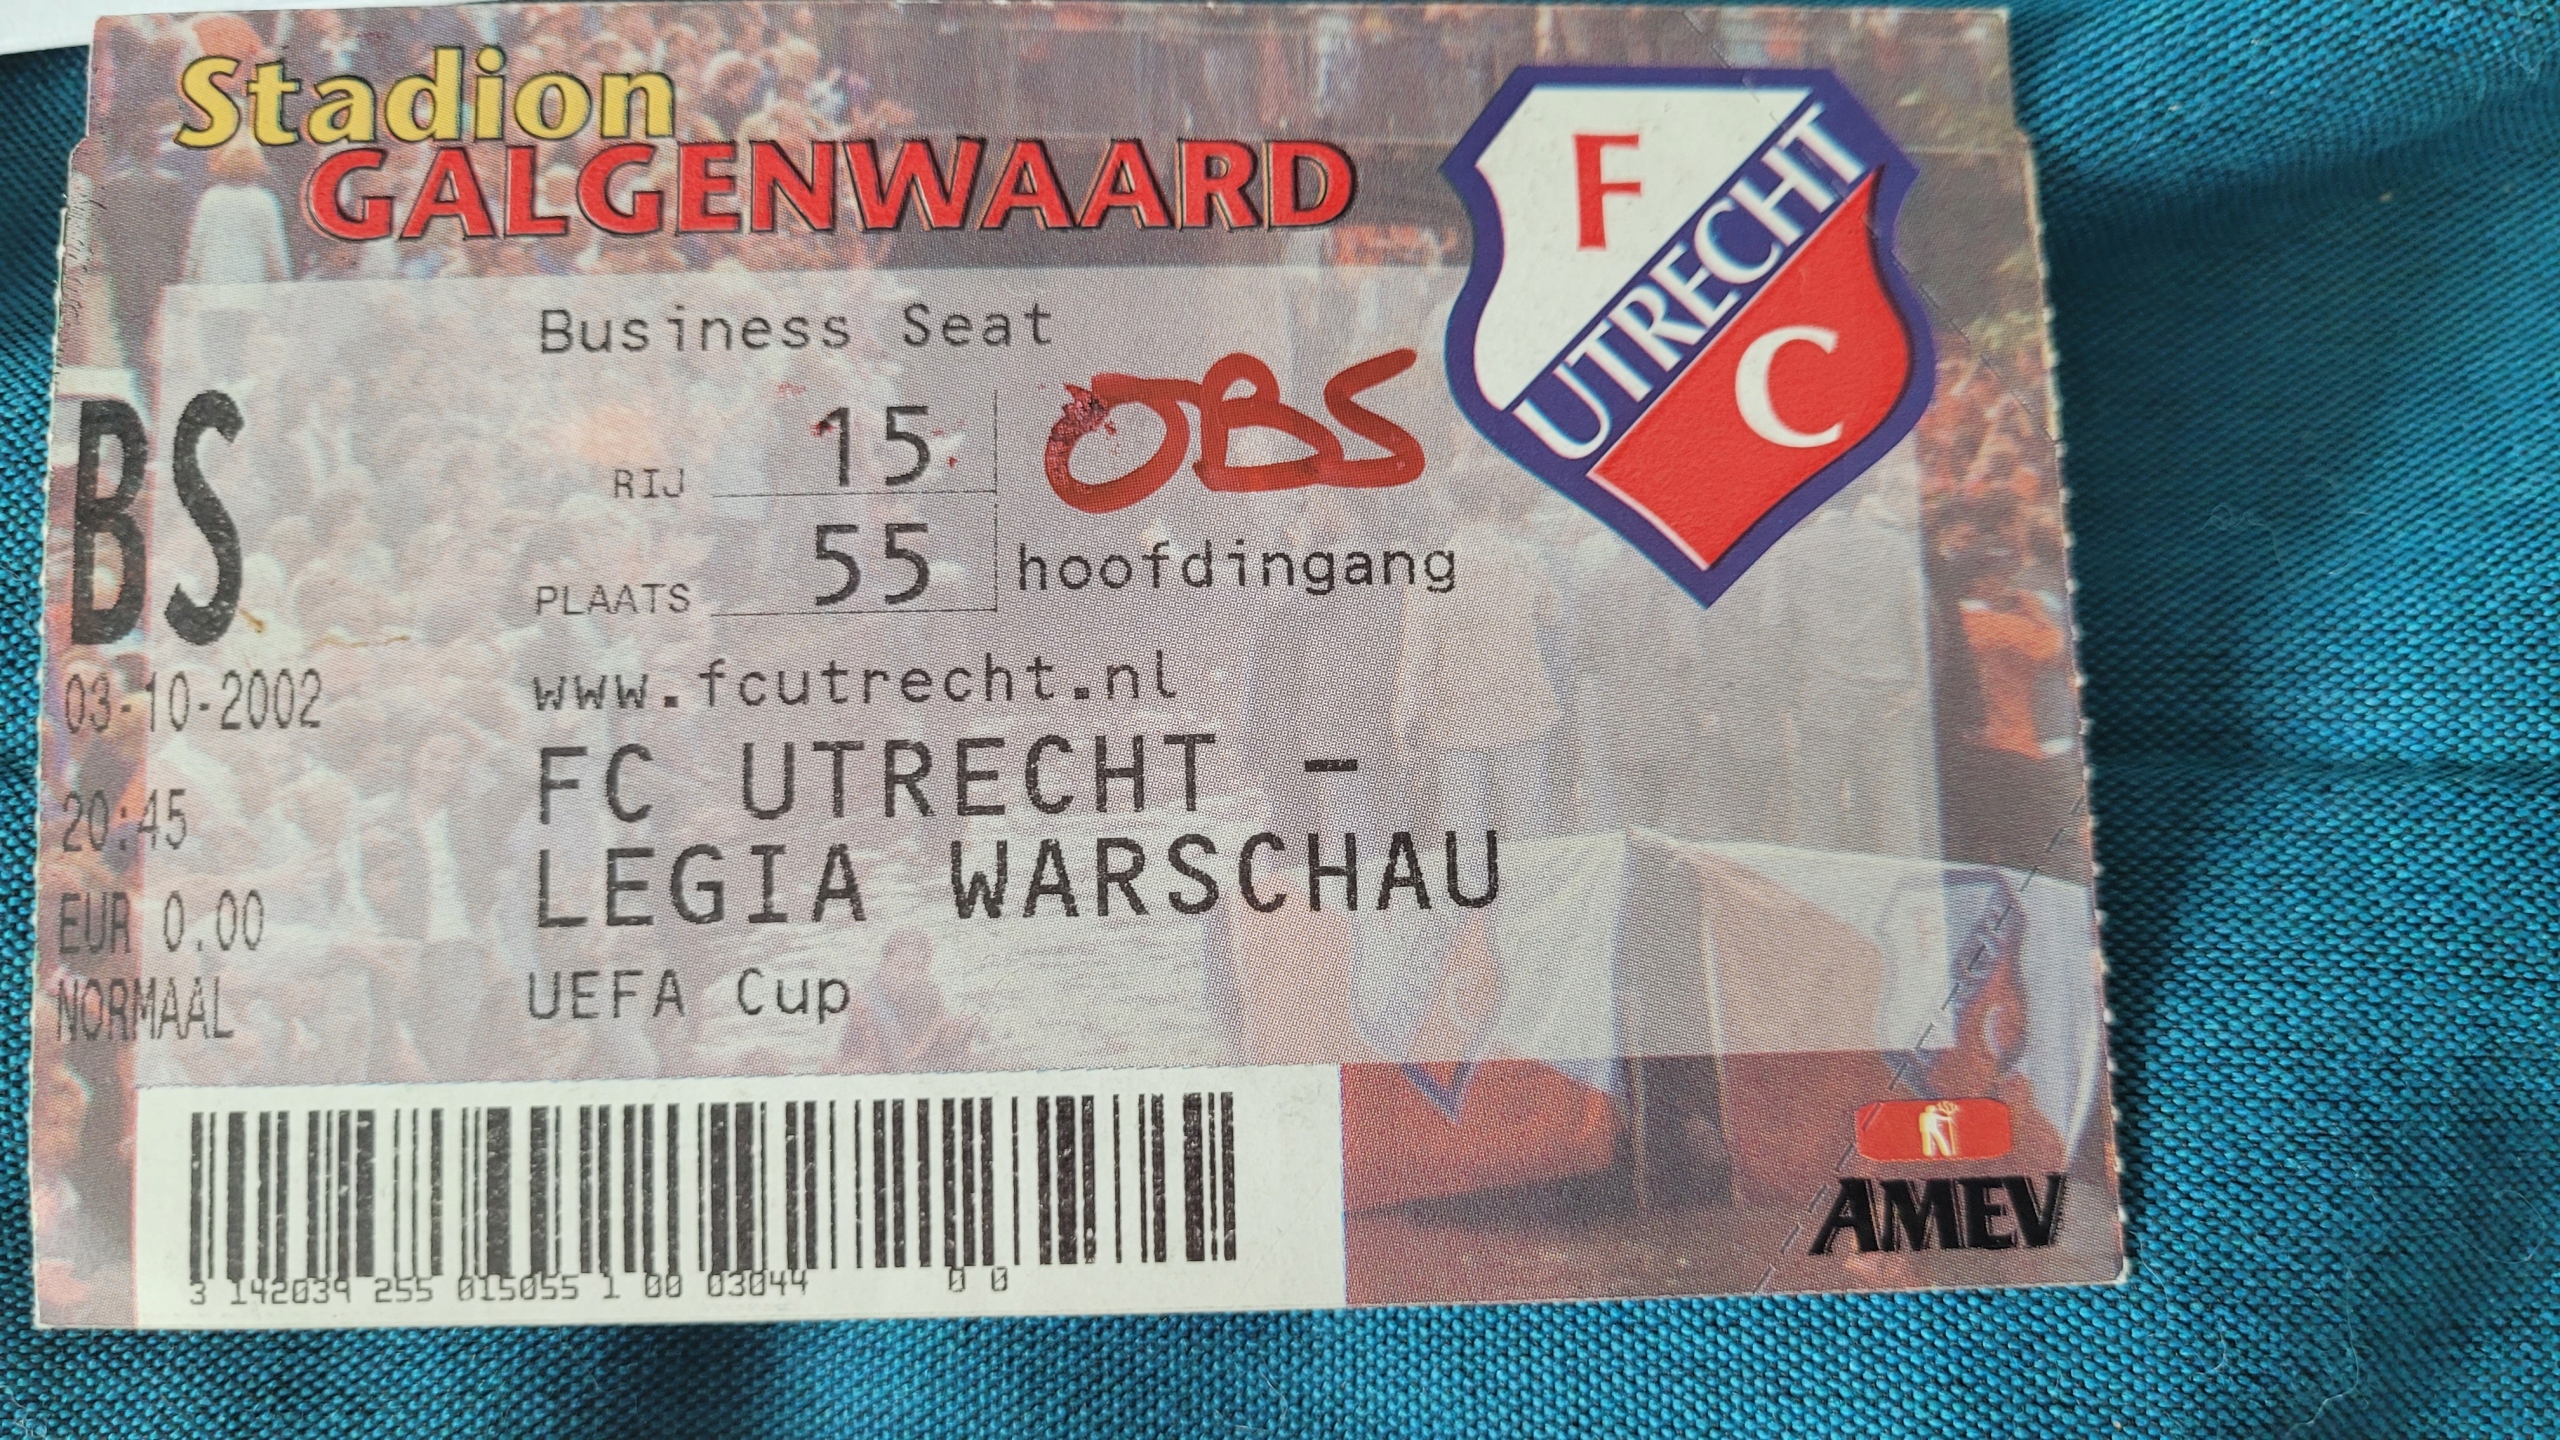 Stadion
GALGENWAARD
F
UTRECHT
C
Business Seat
RIJ 15 OBS
PLAATS 55 hoofdingang
BS
03-10-2002
20:45
EUR 0.00
NORMAAL
www.fcutrecht.nl
FC UTRECHT -
LEGIA WARSCHAU
UEFA Cup
3 142039 255 015055 1 00 03044 0 0
AMEV